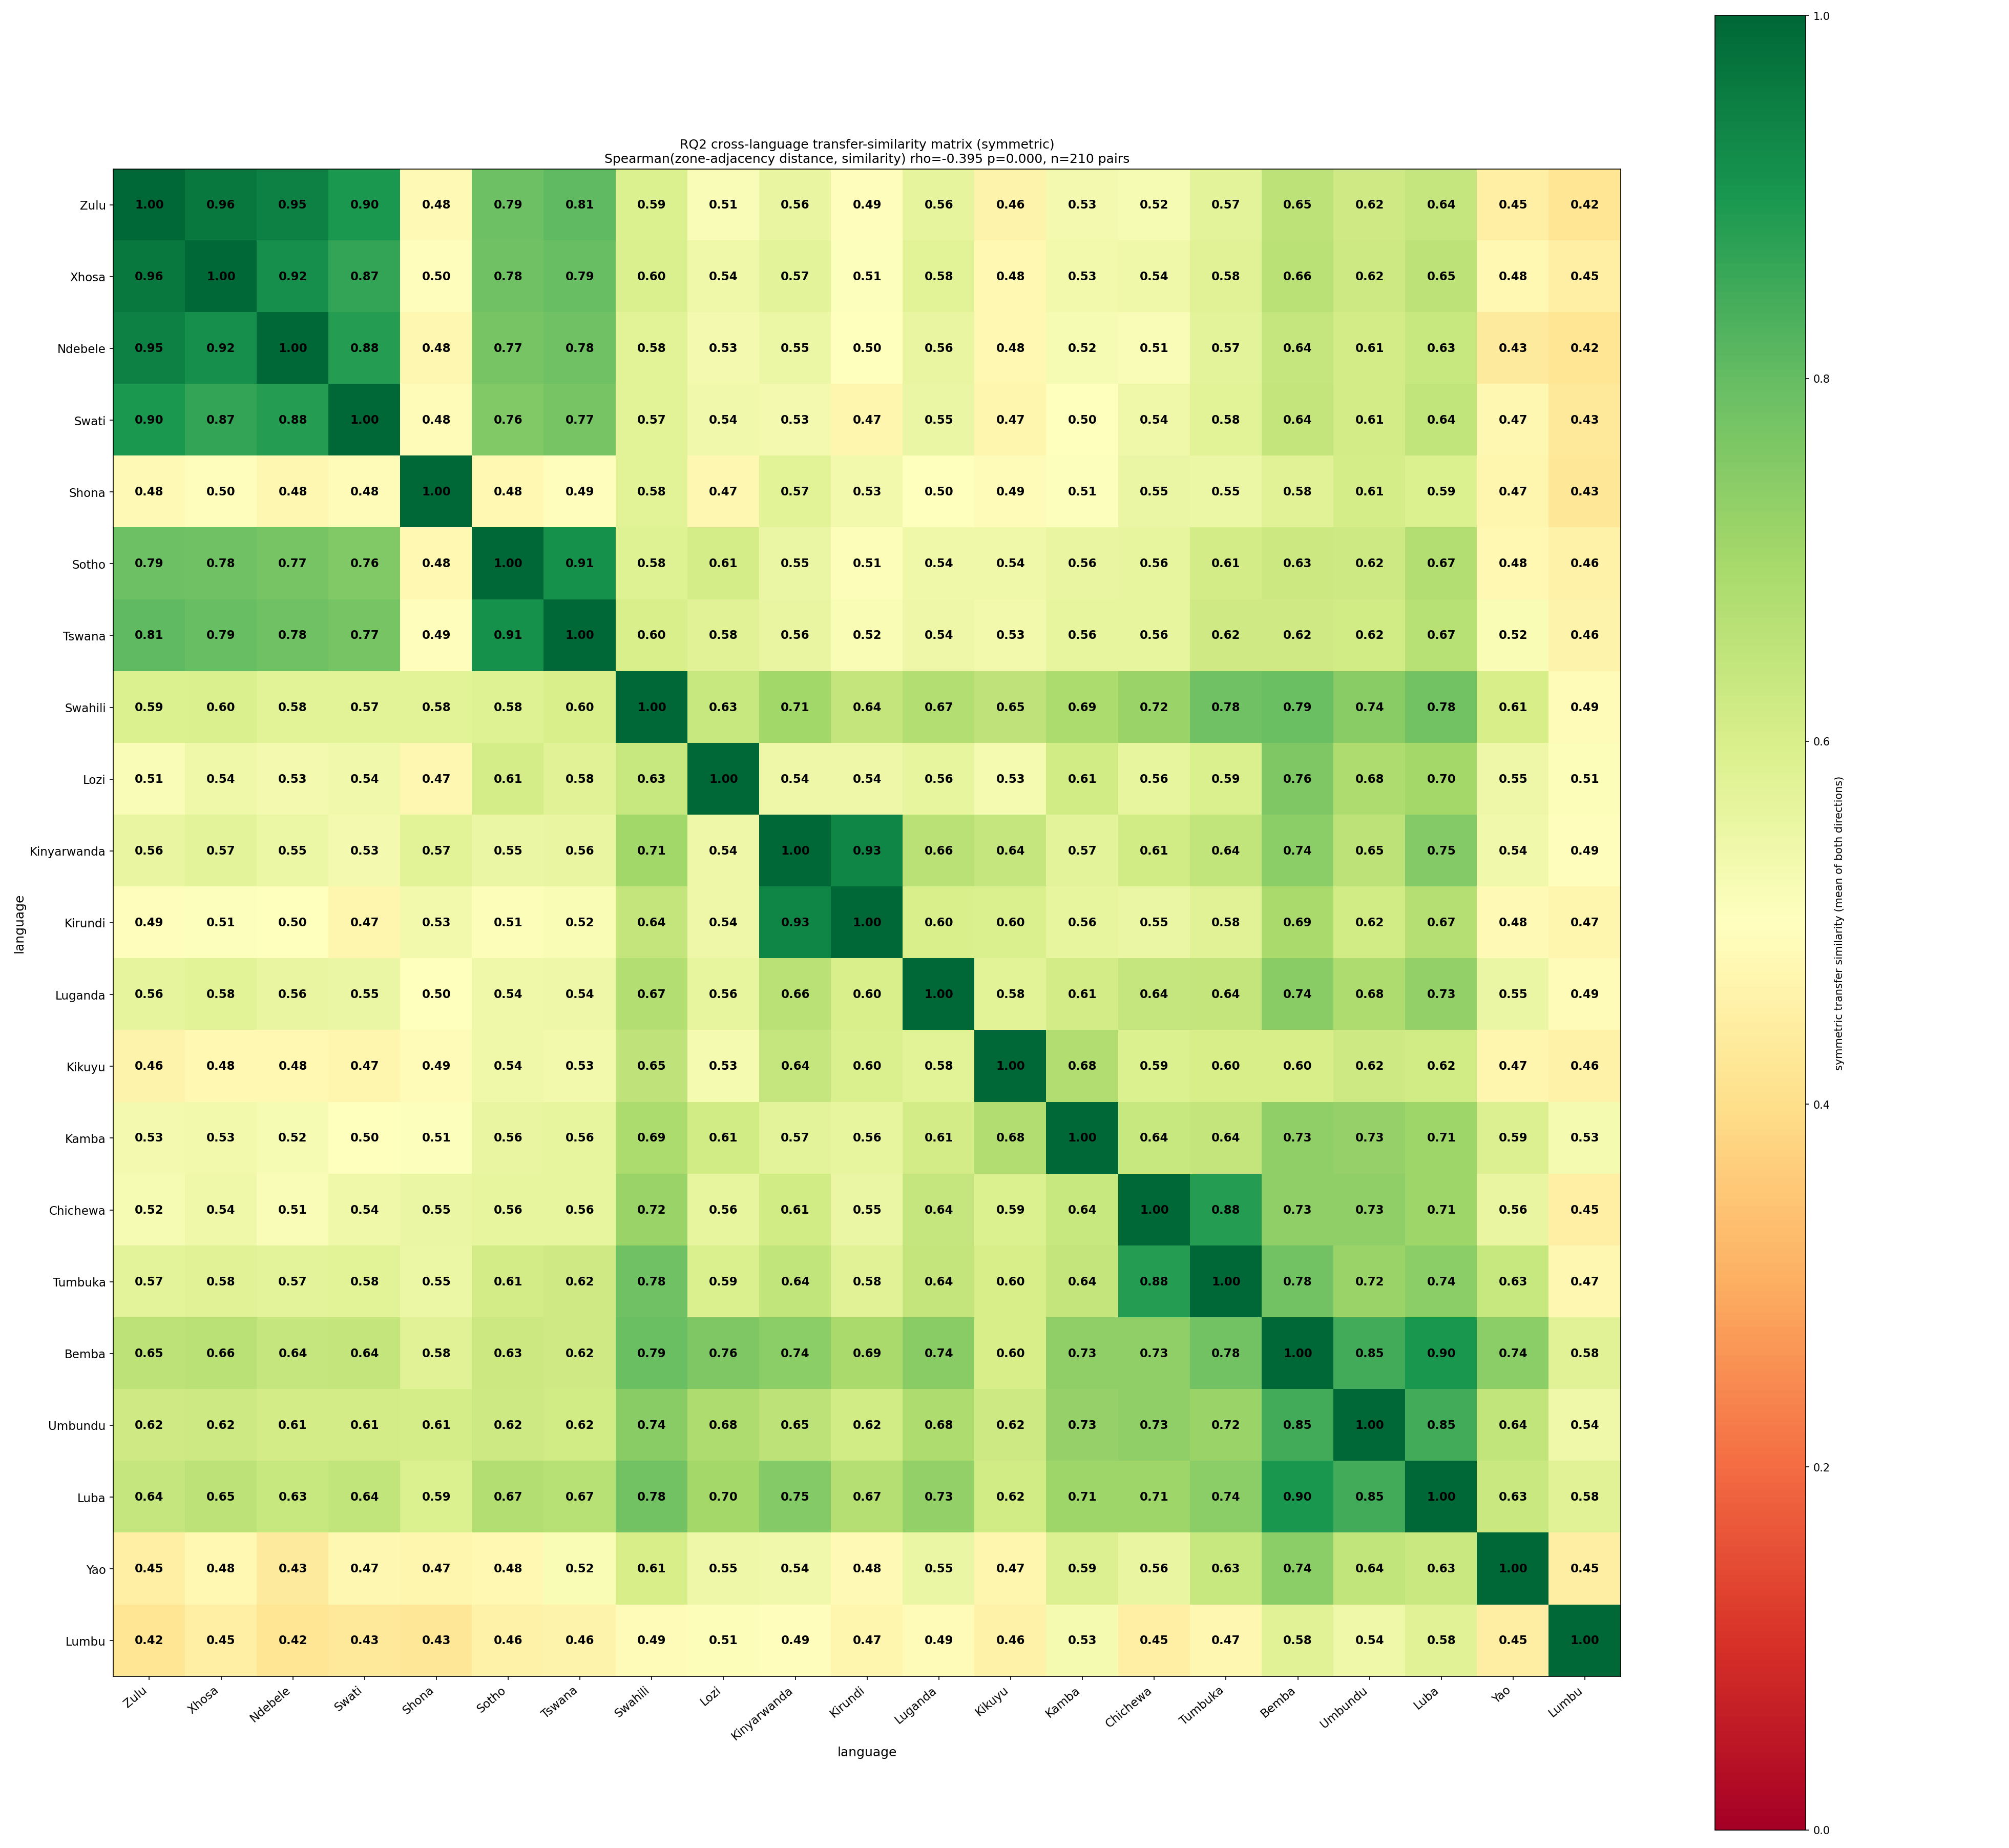 RQ2 cross-language transfer-similarity matrix (symmetric)
Spearman(zone-adjacency distance, similarity) rho=-0.395 p=0.000, n=210 pairs
Zulu 1.00 0.96 0.95 0.90 0.48 0.79 0.81 0.59 0.51 0.56 0.49 0.56 0.46 0.53 0.52 0.57 0.65 0.62 0.64 0.45 0.42
Xhosa 0.96 1.00 0.92 0.87 0.50 0.78 0.79 0.60 0.54 0.57 0.51 0.58 0.48 0.53 0.54 0.58 0.66 0.62 0.65 0.48 0.45
Ndebele 0.95 0.92 1.00 0.88 0.48 0.77 0.78 0.58 0.53 0.55 0.50 0.56 0.48 0.52 0.51 0.57 0.64 0.61 0.63 0.43 0.42
Swati 0.90 0.87 0.88 1.00 0.48 0.76 0.77 0.57 0.54 0.53 0.47 0.55 0.47 0.50 0.54 0.58 0.64 0.61 0.64 0.47 0.43
Shona 0.48 0.50 0.48 0.48 1.00 0.48 0.49 0.58 0.47 0.57 0.53 0.50 0.49 0.51 0.55 0.55 0.58 0.61 0.59 0.47 0.43
Sotho 0.79 0.78 0.77 0.76 0.48 1.00 0.91 0.58 0.61 0.55 0.51 0.54 0.54 0.56 0.56 0.61 0.63 0.62 0.67 0.48 0.46
Tswana 0.81 0.79 0.78 0.77 0.49 0.91 1.00 0.60 0.58 0.56 0.52 0.54 0.53 0.56 0.56 0.62 0.62 0.62 0.67 0.52 0.46
Swahili 0.59 0.60 0.58 0.57 0.58 0.58 0.60 1.00 0.63 0.71 0.64 0.67 0.65 0.69 0.72 0.78 0.79 0.74 0.78 0.61 0.49
Lozi 0.51 0.54 0.53 0.54 0.47 0.61 0.58 0.63 1.00 0.54 0.54 0.56 0.53 0.61 0.56 0.59 0.76 0.68 0.70 0.55 0.51
Kinyarwanda 0.56 0.57 0.55 0.53 0.57 0.55 0.56 0.71 0.54 1.00 0.93 0.66 0.64 0.57 0.61 0.64 0.74 0.65 0.75 0.54 0.49
Kirundi 0.49 0.51 0.50 0.47 0.53 0.51 0.52 0.64 0.54 0.93 1.00 0.60 0.60 0.56 0.55 0.58 0.69 0.62 0.67 0.48 0.47
Luganda 0.56 0.58 0.56 0.55 0.50 0.54 0.54 0.67 0.56 0.66 0.60 1.00 0.58 0.61 0.64 0.64 0.74 0.68 0.73 0.55 0.49
Kikuyu 0.46 0.48 0.48 0.47 0.49 0.54 0.53 0.65 0.53 0.64 0.60 0.58 1.00 0.68 0.59 0.60 0.60 0.62 0.62 0.47 0.46
Kamba 0.53 0.53 0.52 0.50 0.51 0.56 0.56 0.69 0.61 0.57 0.56 0.61 0.68 1.00 0.64 0.64 0.73 0.73 0.71 0.59 0.53
Chichewa 0.52 0.54 0.51 0.54 0.55 0.56 0.56 0.72 0.56 0.61 0.55 0.64 0.59 0.64 1.00 0.88 0.73 0.73 0.71 0.56 0.45
Tumbuka 0.57 0.58 0.57 0.58 0.55 0.61 0.62 0.78 0.59 0.64 0.58 0.64 0.60 0.64 0.88 1.00 0.78 0.72 0.74 0.63 0.47
Bemba 0.65 0.66 0.64 0.64 0.58 0.63 0.62 0.79 0.76 0.74 0.69 0.74 0.60 0.73 0.73 0.78 1.00 0.85 0.90 0.74 0.58
Umbundu 0.62 0.62 0.61 0.61 0.61 0.62 0.62 0.74 0.68 0.65 0.62 0.68 0.62 0.73 0.73 0.72 0.85 1.00 0.85 0.64 0.54
Luba 0.64 0.65 0.63 0.64 0.59 0.67 0.67 0.78 0.70 0.75 0.67 0.73 0.62 0.71 0.71 0.74 0.90 0.85 1.00 0.63 0.58
Yao 0.45 0.48 0.43 0.47 0.47 0.48 0.52 0.61 0.55 0.54 0.48 0.55 0.47 0.59 0.56 0.63 0.74 0.64 0.63 1.00 0.45
Lumbu 0.42 0.45 0.42 0.43 0.43 0.46 0.46 0.49 0.51 0.49 0.47 0.49 0.46 0.53 0.45 0.47 0.58 0.54 0.58 0.45 1.00
Zulu Xhosa Ndebele Swati Shona Sotho Tswana Swahili Lozi Kinyarwanda Kirundi Luganda Kikuyu Kamba Chichewa Tumbuka Bemba Umbundu Luba Yao Lumbu
language
language
1.0
0.8
0.6
0.4
0.2
0.0
symmetric transfer similarity (mean of both directions)